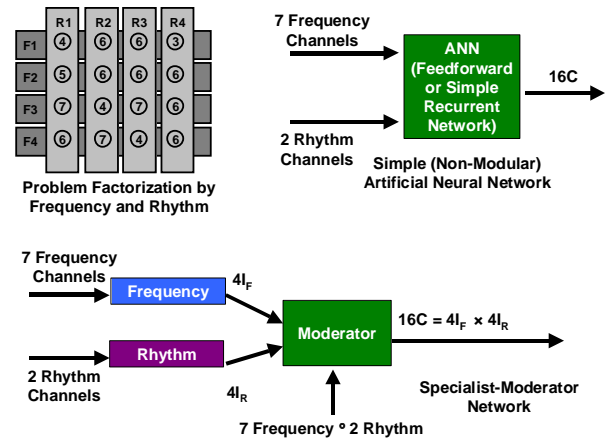 R1 R2 R3 R4
F1 4 6 6 3
F2 5 6 6 6
F3 7 4 7 6
F4 6 7 4 6
Problem Factorization by
Frequency and Rhythm
7 Frequency
Channels
2 Rhythm
Channels
ANN
(Feedforward
or Simple
Recurrent
Network)
16C
Simple (Non-Modular)
Artificial Neural Network
7 Frequency
Channels
Frequency
4I_F
Rhythm
2 Rhythm
Channels
4I_R
Moderator
16C = 4I_F × 4I_R
7 Frequency ° 2 Rhythm
Specialist-Moderator
Network